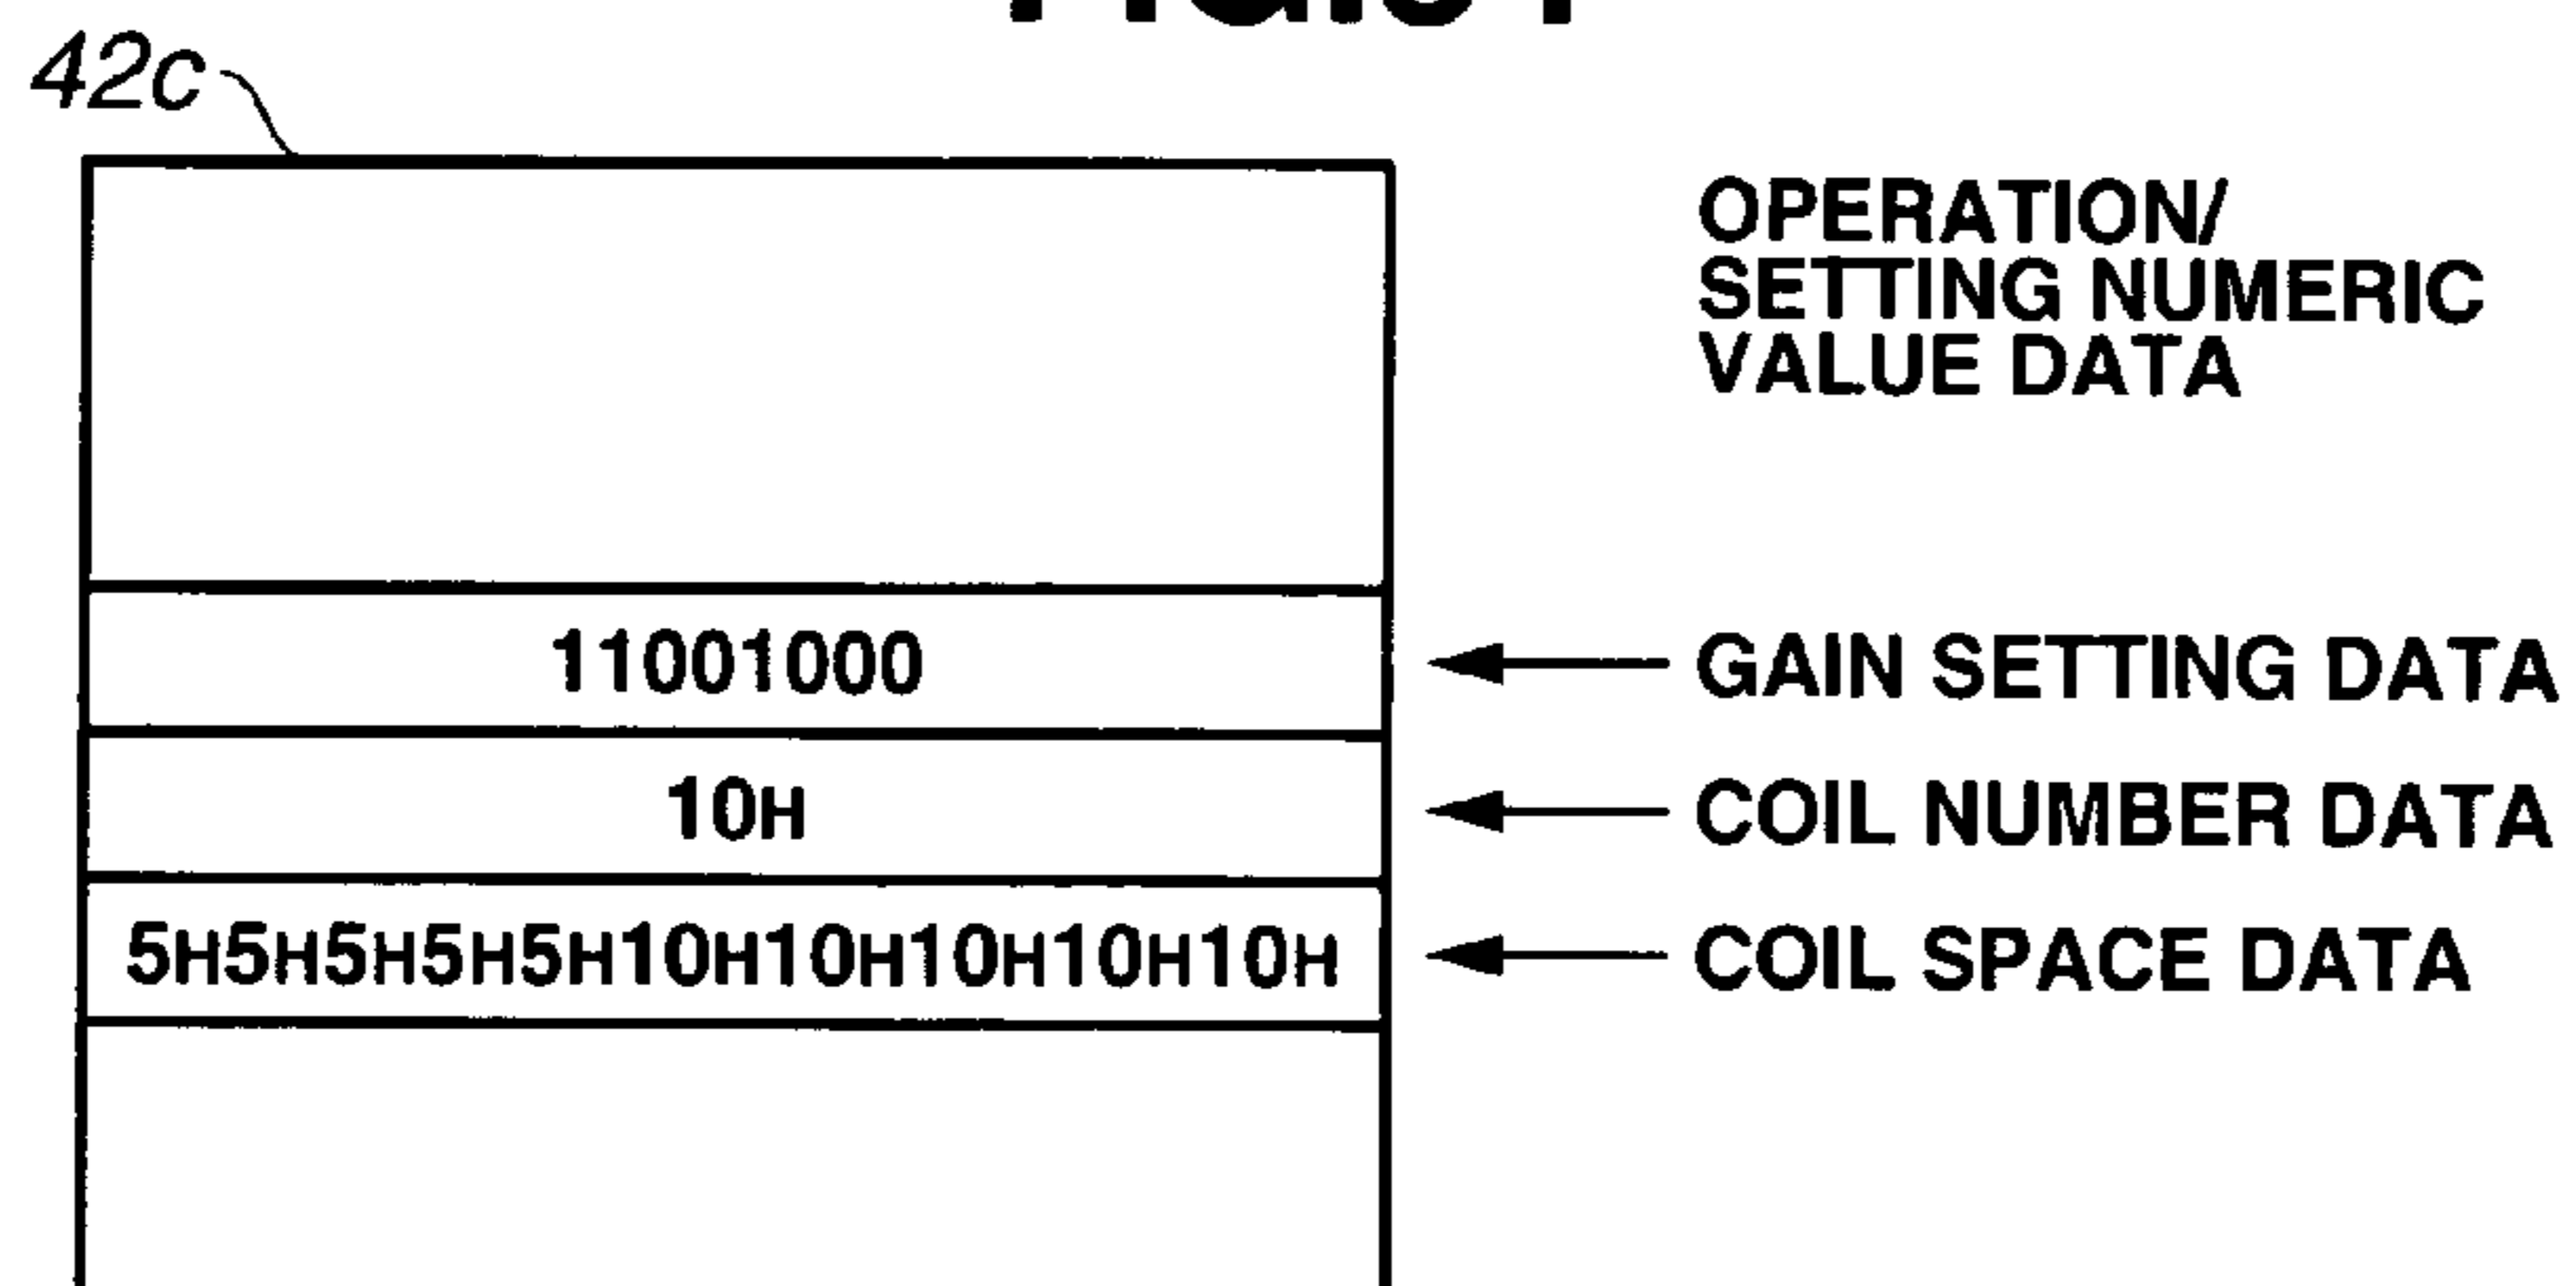 42c
OPERATION/
SETTING NUMERIC
VALUE DATA
11001000
GAIN SETTING DATA
10H
COIL NUMBER DATA
5H5H5H5H5H10H10H10H10H10H
COIL SPACE DATA